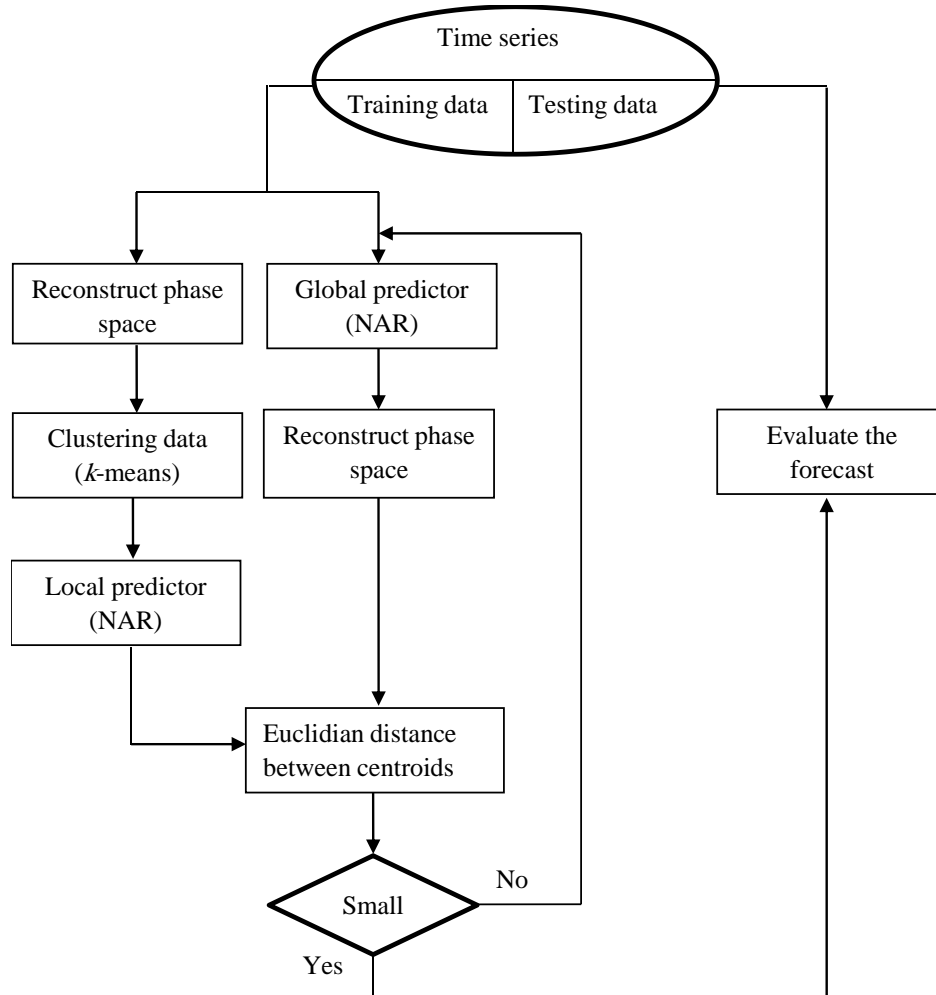 Time series
Training data
Testing data
Reconstruct phase
space
Global predictor
(NAR)
Clustering data
(k-means)
Reconstruct phase
space
Evaluate the
forecast
Local predictor
(NAR)
Euclidian distance
between centroids
Small
No
Yes